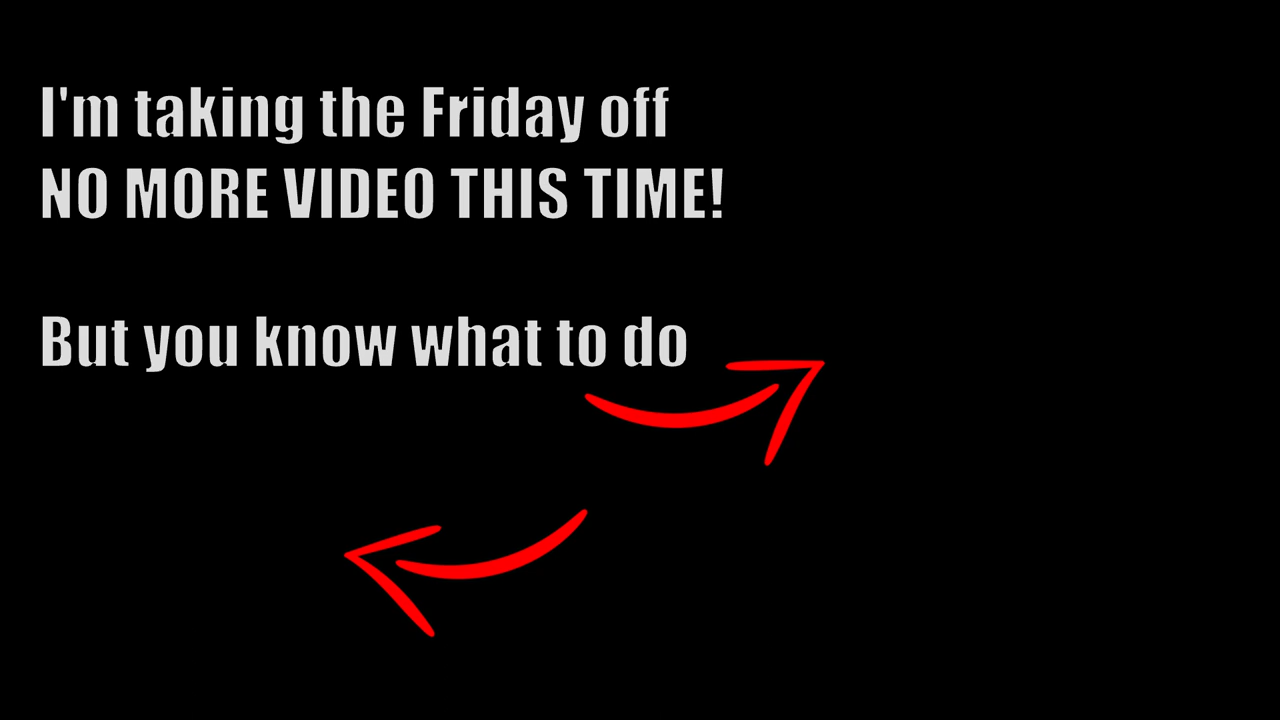 I'm taking the Friday off
NO MORE VIDEO THIS TIME!
But you know what to do